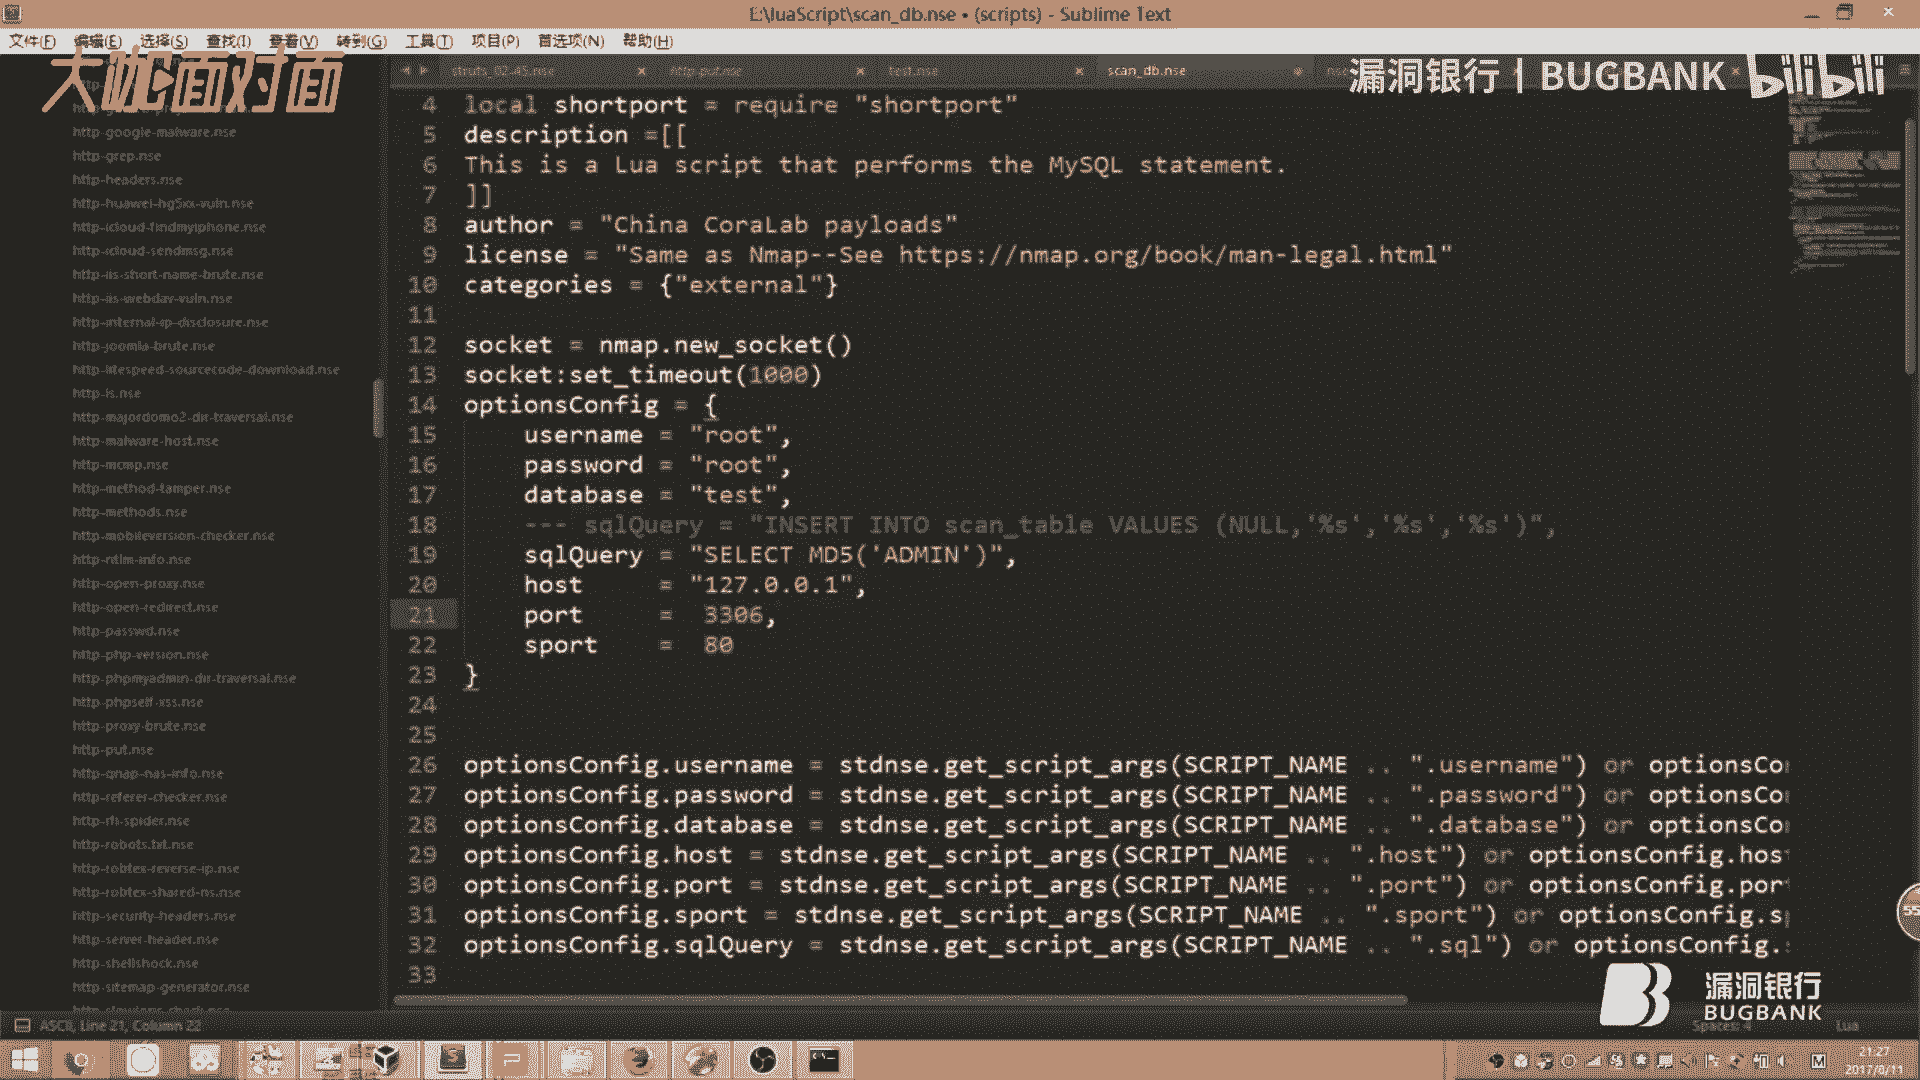 E:\luaScript\scan_db.nse • (scripts) - Sublime Text
文件(F) 编辑(E) 选择(S) 查找(I) 查看(V) 转到(G) 工具(T) 项目(P) 首选项(N) 帮助(H)
大咖面对面
漏洞银行 | BUGBANK
bilibili
struts_02-45.nse
http-put.nse
test.nse
scan_db.nse
http-google-malware.nse
http-grep.nse
http-headers.nse
http-huawei-hg5xx-vuln.nse
http-icloud-findmyiphone.nse
http-icloud-sendmsg.nse
http-iis-short-name-brute.nse
http-iis-webdav-vuln.nse
http-internal-ip-disclosure.nse
http-joomla-brute.nse
http-litespeed-sourcecode-download.nse
http-ls.nse
http-majordomo2-dir-traversal.nse
http-malware-host.nse
http-mcmp.nse
http-method-tamper.nse
http-methods.nse
http-mobileversion-checker.nse
http-ntlm-info.nse
http-open-proxy.nse
http-open-redirect.nse
http-passwd.nse
http-php-version.nse
http-phpmyadmin-dir-traversal.nse
http-phpself-xss.nse
http-proxy-brute.nse
http-put.nse
http-qnap-nas-info.nse
http-referer-checker.nse
http-rfi-spider.nse
http-robots.txt.nse
http-robtex-reverse-ip.nse
http-robtex-shared-ns.nse
http-security-headers.nse
http-server-header.nse
http-shellshock.nse
http-sitemap-generator.nse
4 local shortport = require "shortport"
5 description =[[
6 This is a Lua script that performs the MySQL statement.
7 ]]
8 author = "China CoraLab payloads"
9 license = "Same as Nmap--See https://nmap.org/book/man-legal.html"
10 categories = {"external"}
11
12 socket = nmap.new_socket()
13 socket:set_timeout(1000)
14 optionsConfig = {
15 username = "root",
16 password = "root",
17 database = "test",
18 --- sqlQuery = "INSERT INTO scan_table VALUES (NULL,'%s','%s','%s')",
19 sqlQuery = "SELECT MD5('ADMIN')",
20 host = "127.0.0.1",
21 port = 3306,
22 sport = 80
23 }
24
25
26 optionsConfig.username = stdnse.get_script_args(SCRIPT_NAME .. ".username") or optionsCo
27 optionsConfig.password = stdnse.get_script_args(SCRIPT_NAME .. ".password") or optionsCo
28 optionsConfig.database = stdnse.get_script_args(SCRIPT_NAME .. ".database") or optionsCo
29 optionsConfig.host = stdnse.get_script_args(SCRIPT_NAME .. ".host") or optionsConfig.hos
30 optionsConfig.port = stdnse.get_script_args(SCRIPT_NAME .. ".port") or optionsConfig.por
31 optionsConfig.sport = stdnse.get_script_args(SCRIPT_NAME .. ".sport") or optionsConfig.s
32 optionsConfig.sqlQuery = stdnse.get_script_args(SCRIPT_NAME .. ".sql") or optionsConfig.
33
漏洞银行
BUGBANK
ASCII, Line 21, Column 22
Spaces: 4
Lua
21:27
2017/8/11